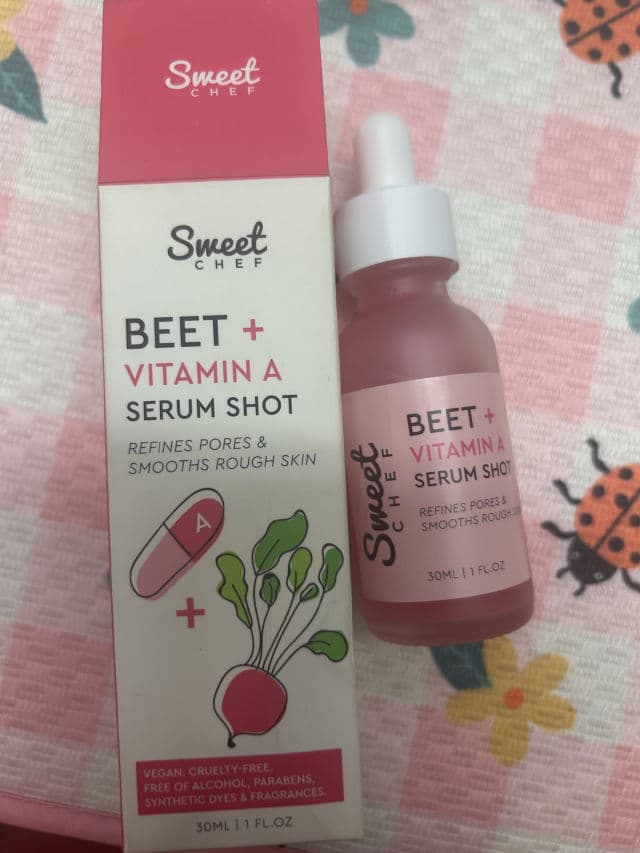 Sweet
CHEF
Sweet
CHEF
BEET +
VITAMIN A
SERUM SHOT
REFINES PORES &
SMOOTHS ROUGH SKIN
A
+
VEGAN. CRUELTY-FREE.
FREE OF ALCOHOL, PARABENS,
SYNTHETIC DYES & FRAGRANCES.
30ML | 1 FL.OZ
Sweet
CHEF
BEET +
VITAMIN A
SERUM SHOT
REFINES PORES &
SMOOTHS ROUGH
30ML | 1 FL.OZ